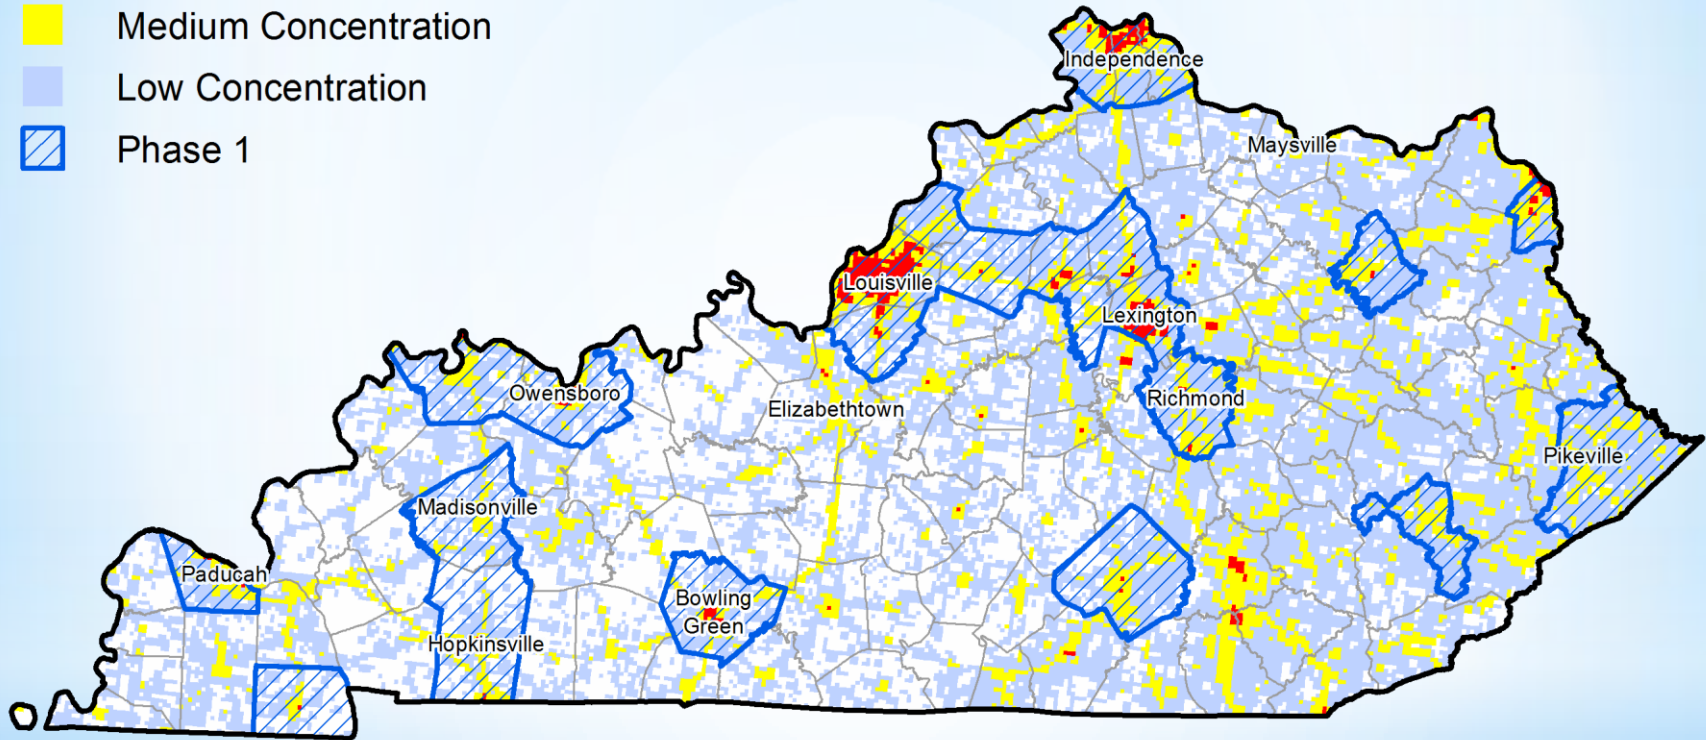 Medium Concentration
Low Concentration
Phase 1
Independence
Maysville
Louisville
Lexington
Owensboro
Elizabethtown
Richmond
Pikeville
Madisonville
Paducah
Bowling
Green
Hopkinsville